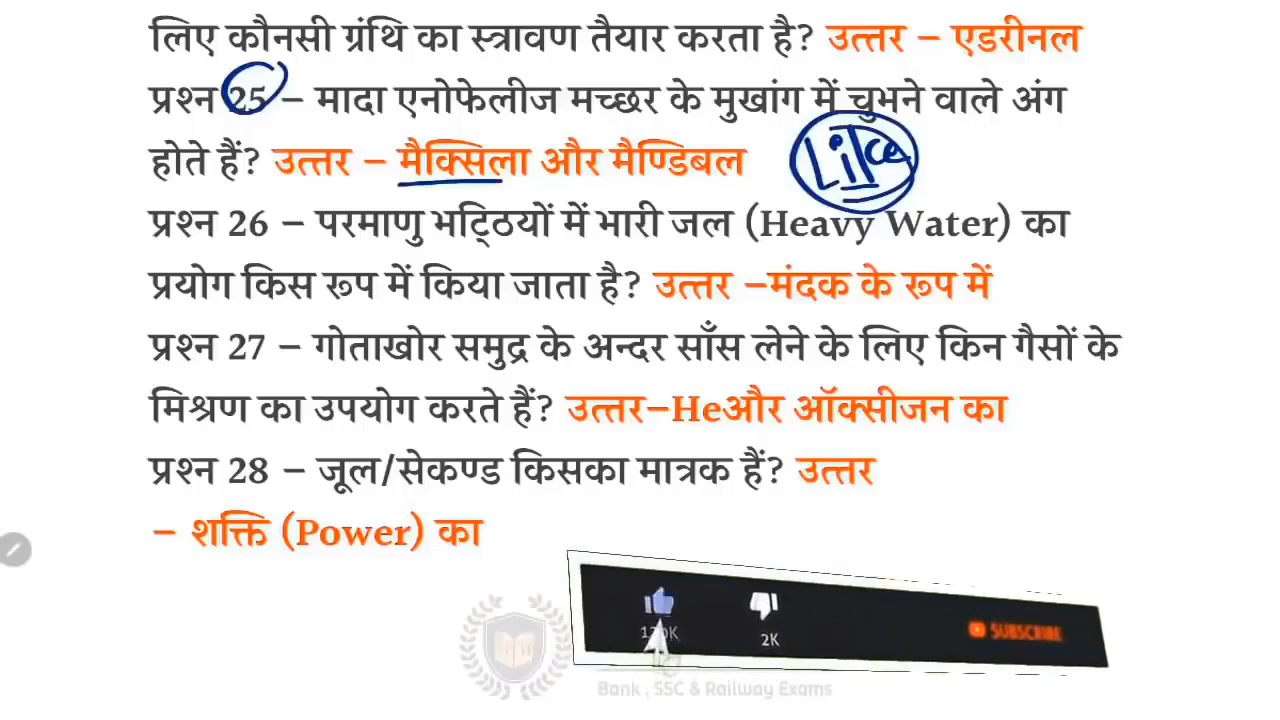 लिए कौनसी ग्रंथि का स्त्रावण तैयार करता है? उत्तर – एडरीनल
प्रश्न 25 – मादा एनोफेलीज मच्छर के मुखांग में चुभने वाले अंग
होते हैं? उत्तर – मैक्सिला और मैण्डिबल
Like
प्रश्न 26 – परमाणु भट्ठियों में भारी जल (Heavy Water) का
प्रयोग किस रूप में किया जाता है? उत्तर –मंदक के रूप में
प्रश्न 27 – गोताखोर समुद्र के अन्दर साँस लेने के लिए किन गैसों के
मिश्रण का उपयोग करते हैं? उत्तर–Heऔर ऑक्सीजन का
प्रश्न 28 – जूल/सेकण्ड किसका मात्रक हैं? उत्तर
– शक्ति (Power) का
2K SUBSCRIBE
Bank , SSC & Railway Exams